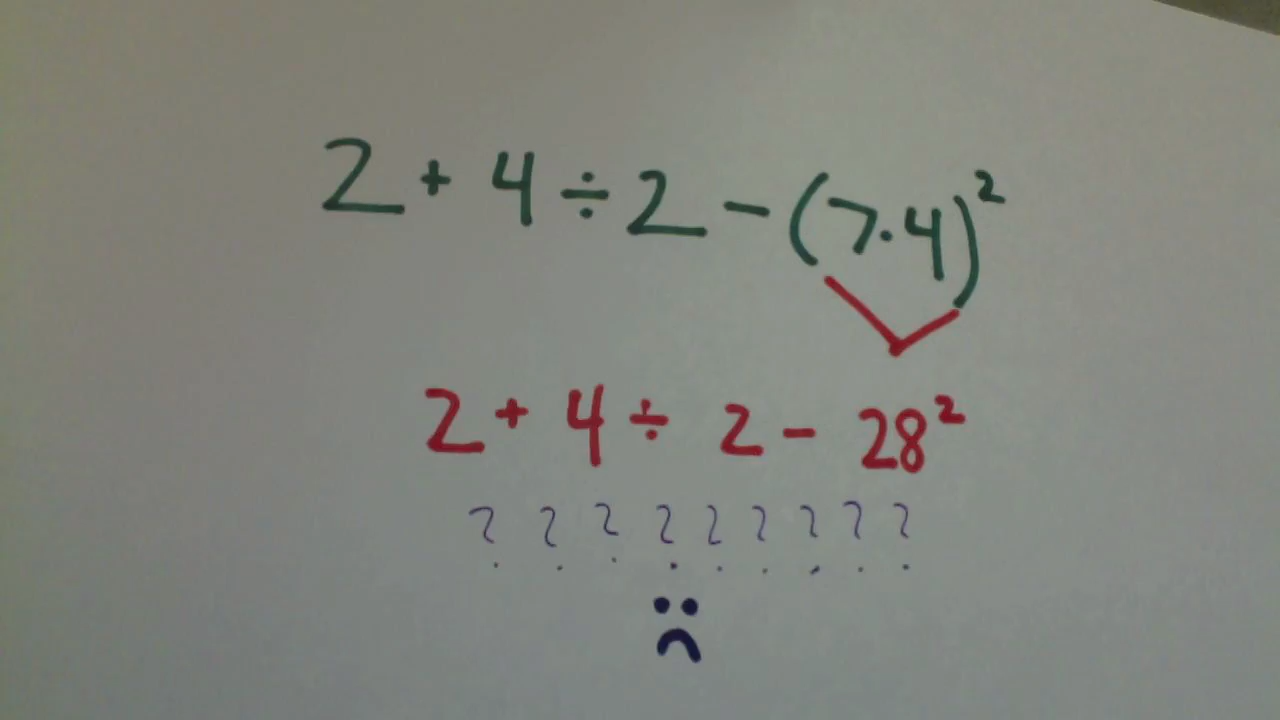 2 + 4 ÷ 2 - (7·4)²
2 + 4 ÷ 2 - 28²
? ? ? ? ? ? ? ? ?